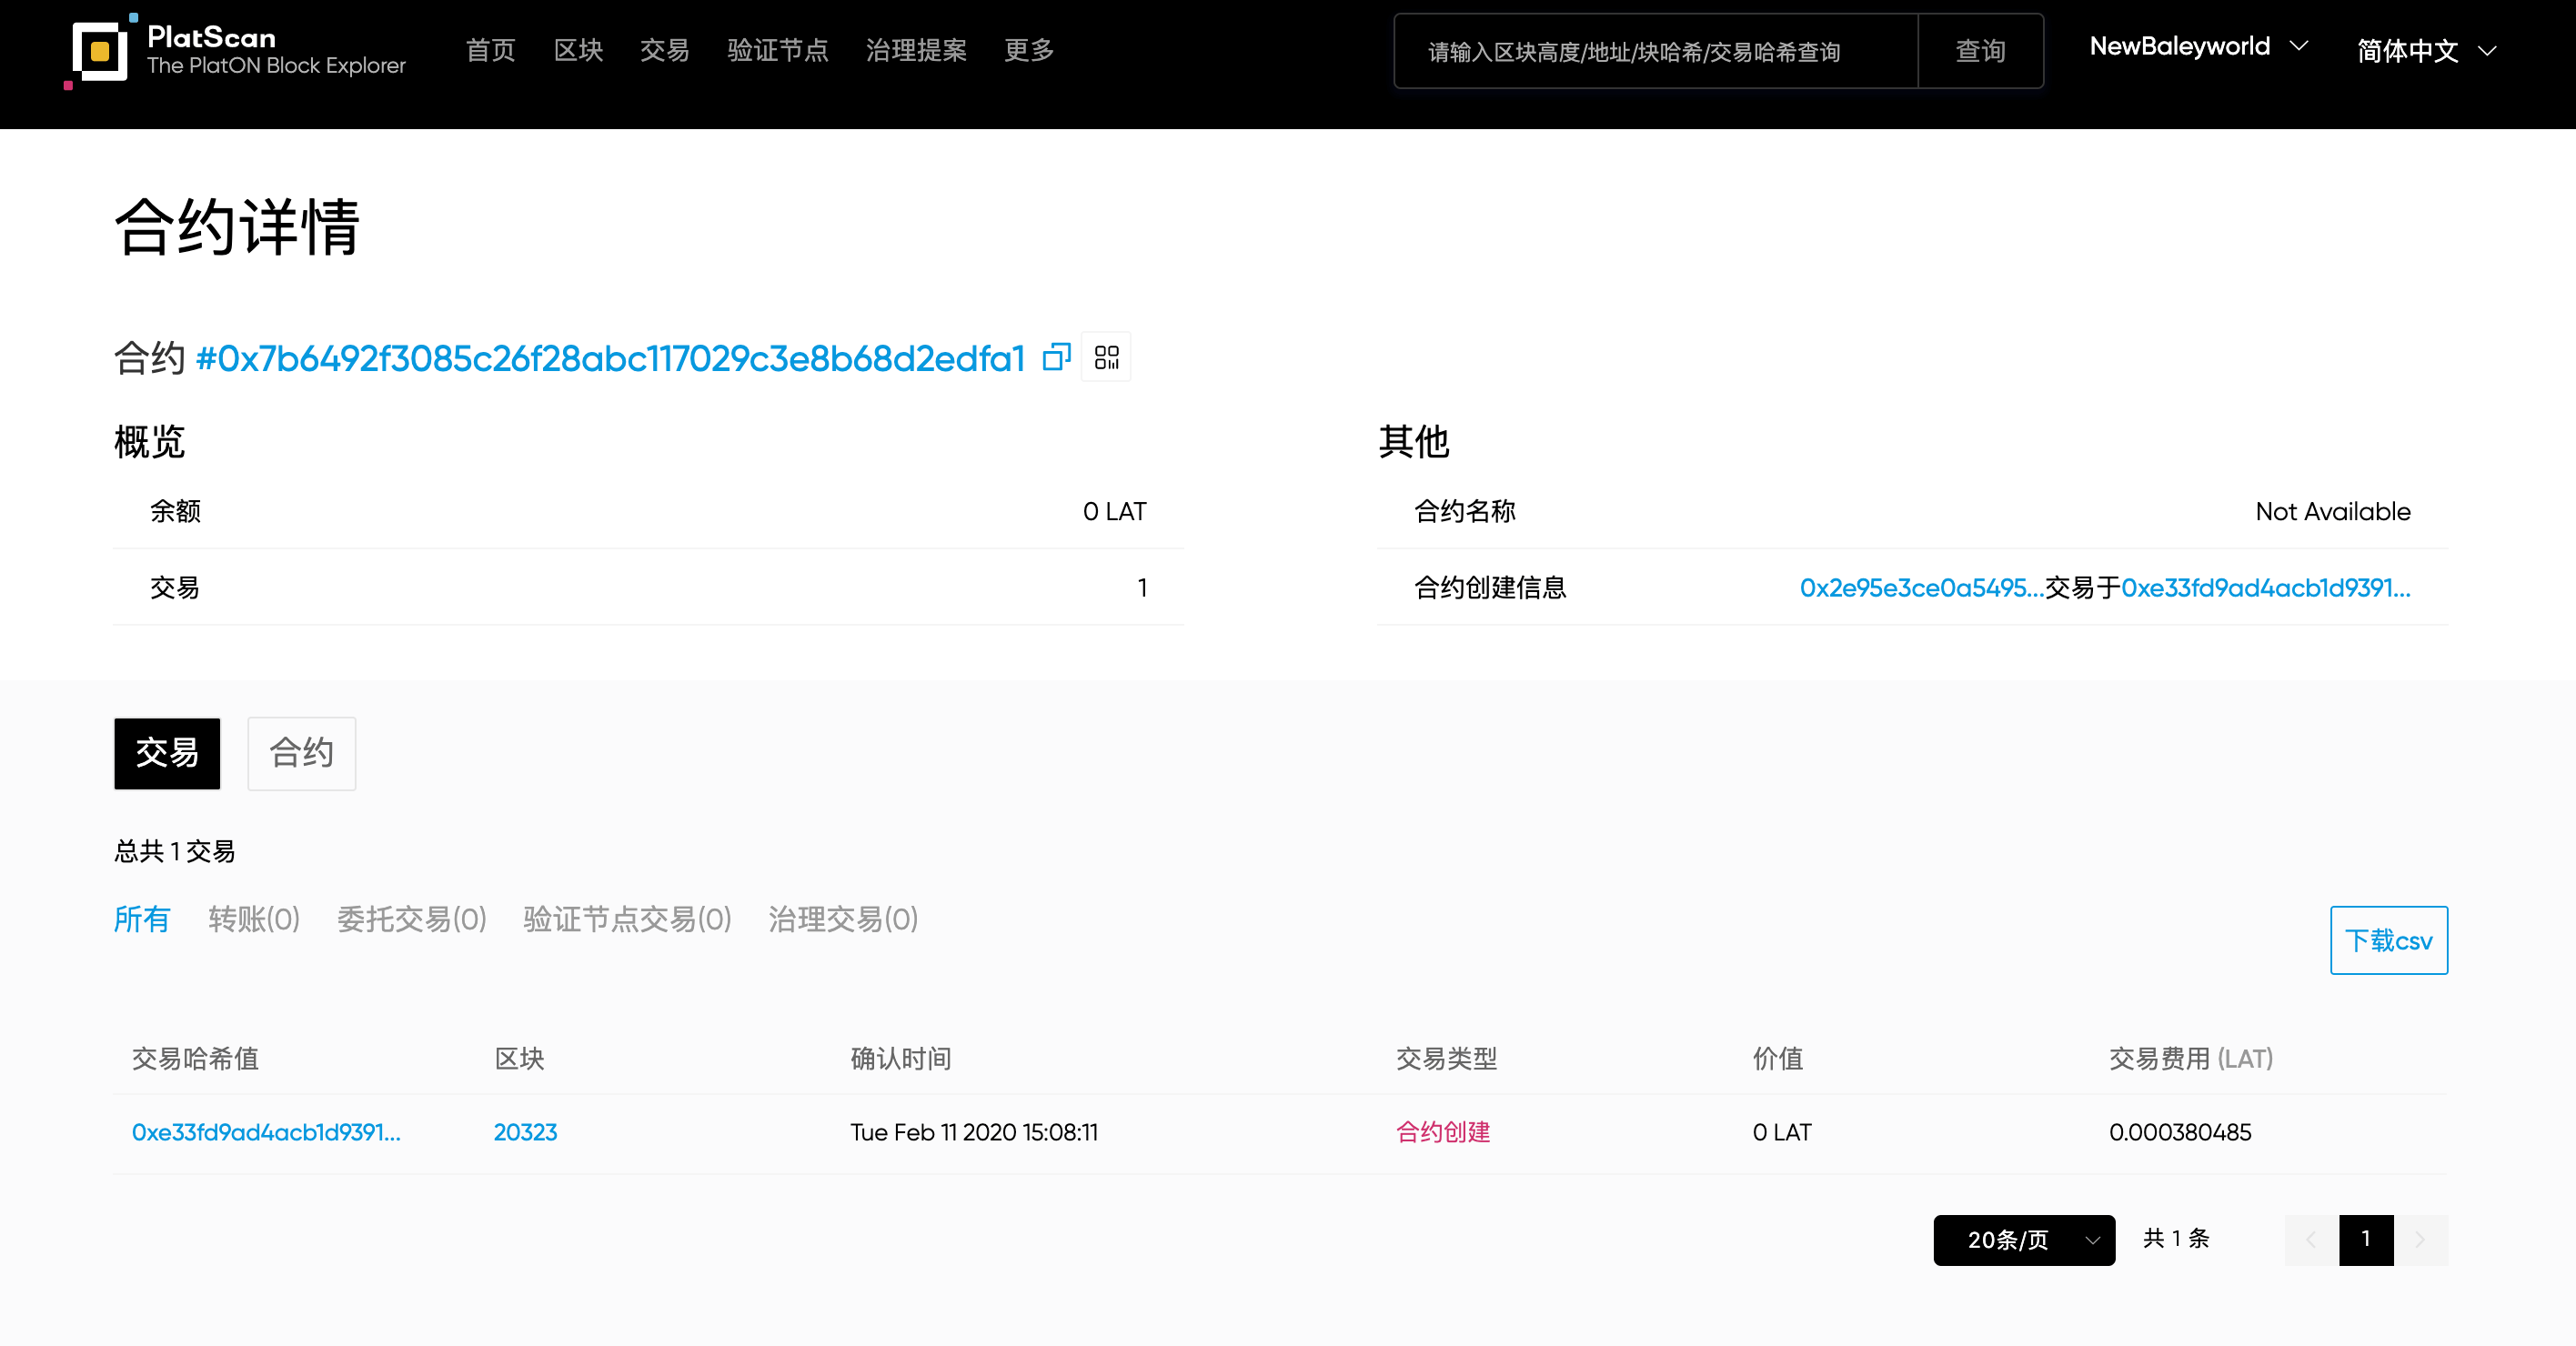 PlatScan
The PlatON Block Explorer
首页 区块 交易 验证节点 治理提案 更多
请输入区块高度/地址/块哈希/交易哈希查询 查询
NewBaleyworld 简体中文
合约详情
合约 #0x7b6492f3085c26f28abc117029c3e8b68d2edfa1
概览
余额 0 LAT
交易 1
其他
合约名称 Not Available
合约创建信息 0x2e95e3ce0a5495...交易于0xe33fd9ad4acb1d9391...
交易 合约
总共 1 交易
所有 转账(0) 委托交易(0) 验证节点交易(0) 治理交易(0)
下载csv
交易哈希值 区块 确认时间 交易类型 价值 交易费用 (LAT)
0xe33fd9ad4acb1d9391... 20323 Tue Feb 11 2020 15:08:11 合约创建 0 LAT 0.000380485
20条/页 共 1 条 1